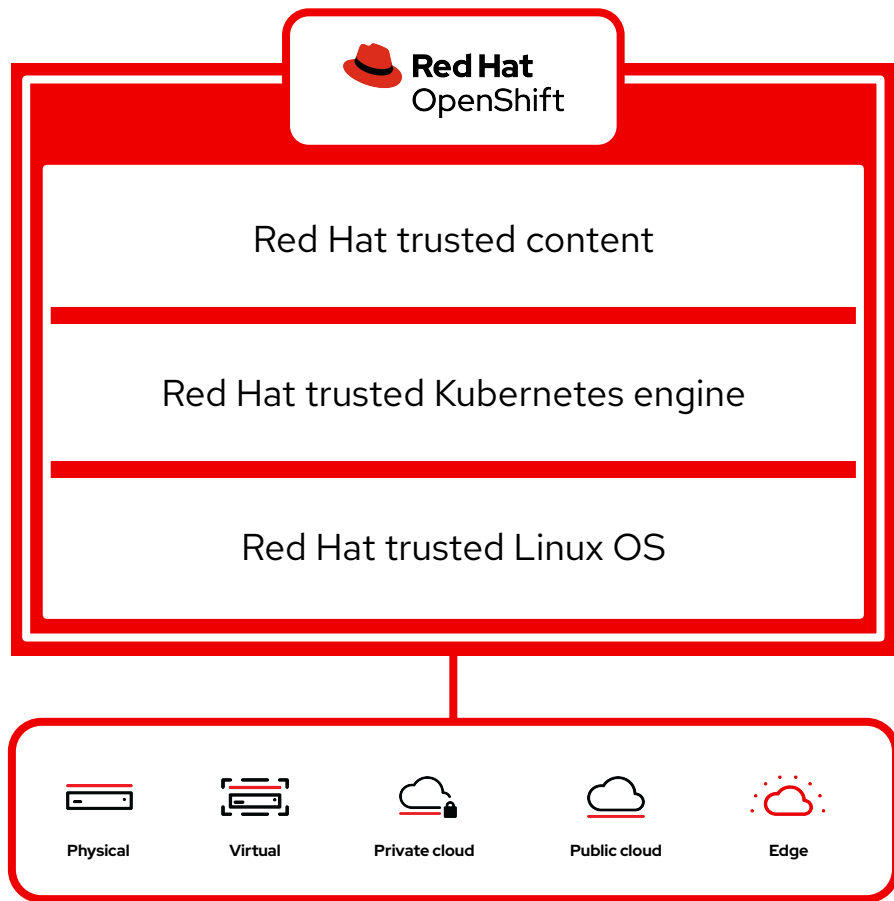 Red Hat
OpenShift
Red Hat trusted content
Red Hat trusted Kubernetes engine
Red Hat trusted Linux OS
Physical
Virtual
Private cloud
Public cloud
Edge